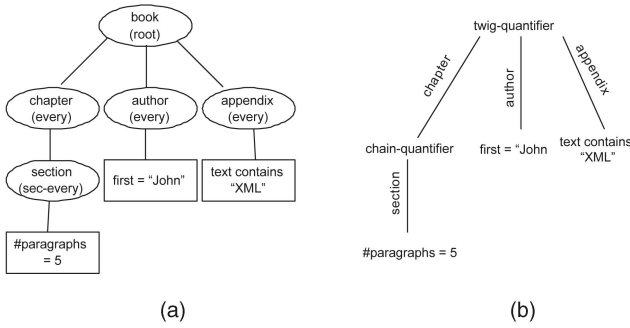 book
(root)
chapter
(every)
author
(every)
appendix
(every)
section
(sec-every)
first = "John"
text contains
"XML"
#paragraphs
= 5
(a)
twig-quantifier
chapter
author
appendix
chain-quantifier
first = "John
text contains
"XML"
section
#paragraphs = 5
(b)